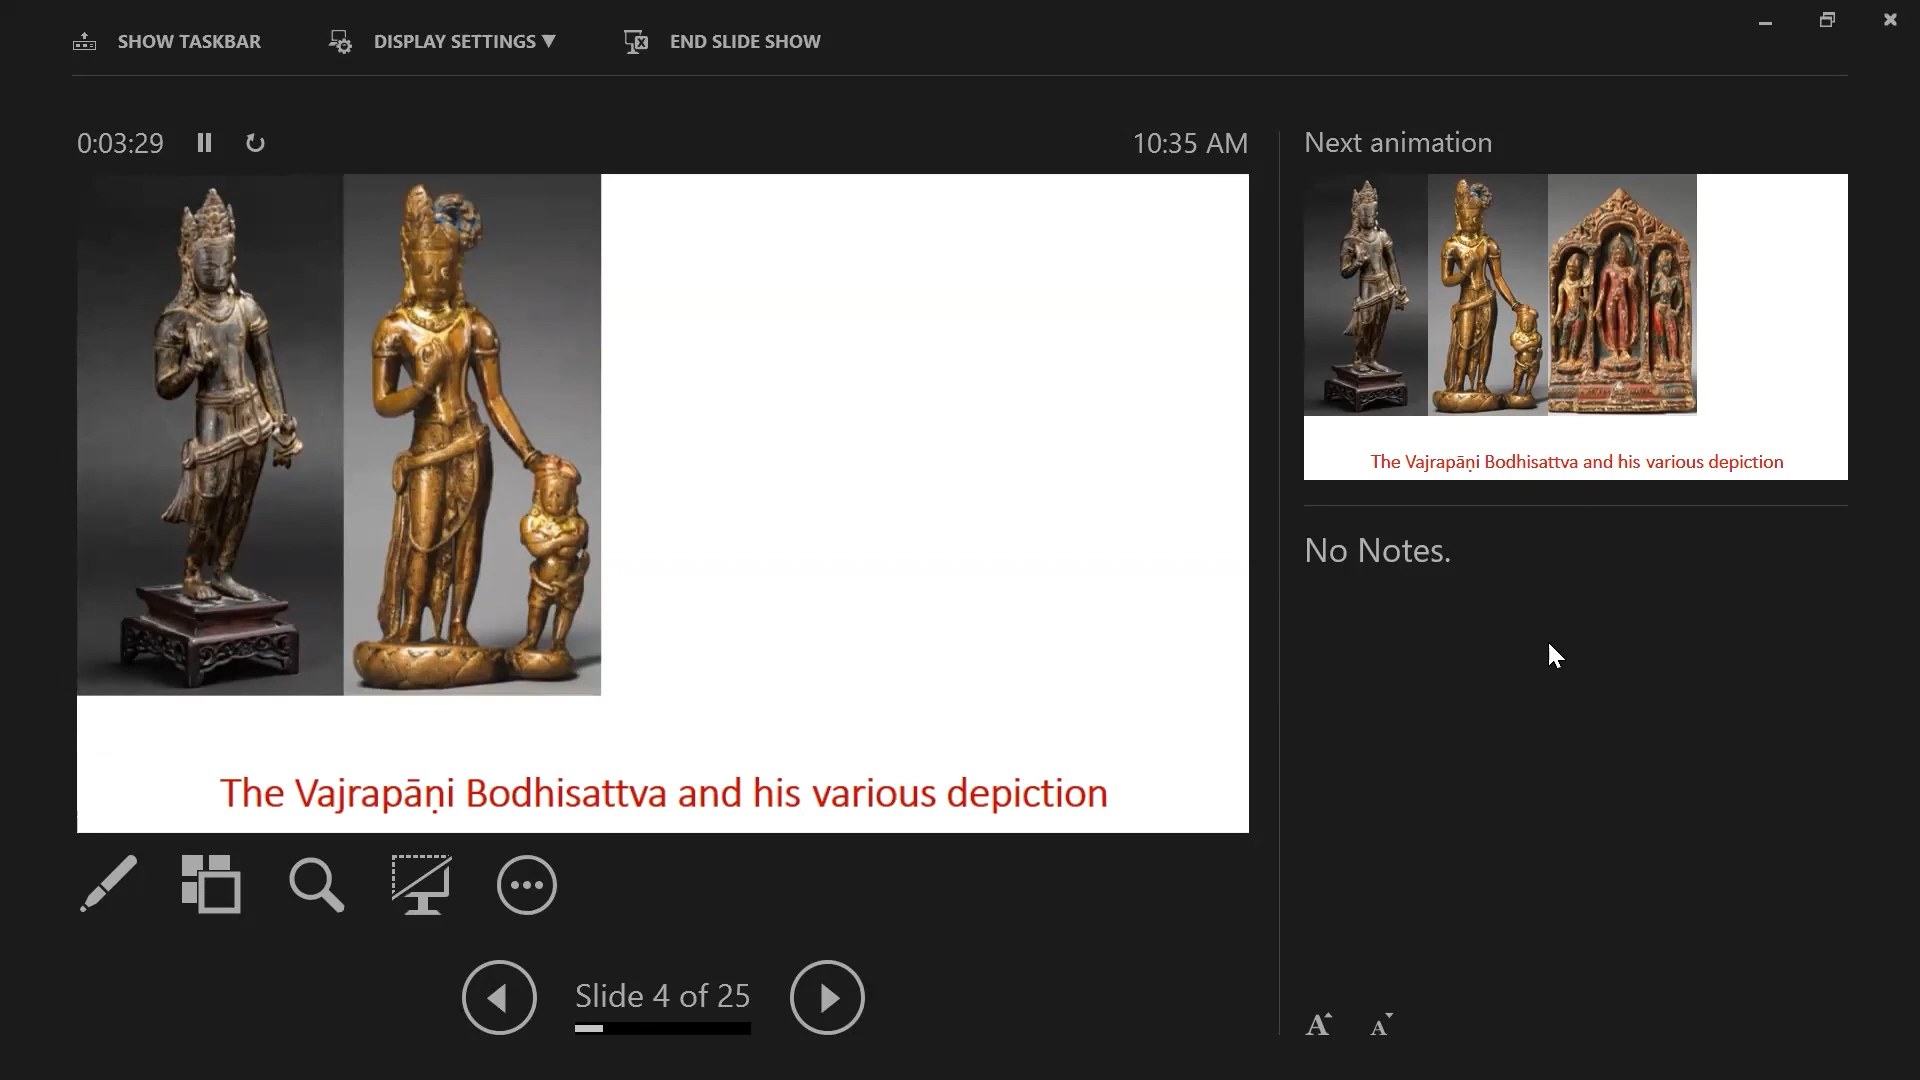 SHOW TASKBAR
DISPLAY SETTINGS ▼
END SLIDE SHOW
0:03:29
10:35 AM
Next animation
The Vajrapāṇi Bodhisattva and his various depiction
The Vajrapāṇi Bodhisattva and his various depiction
No Notes.
Slide 4 of 25
A A